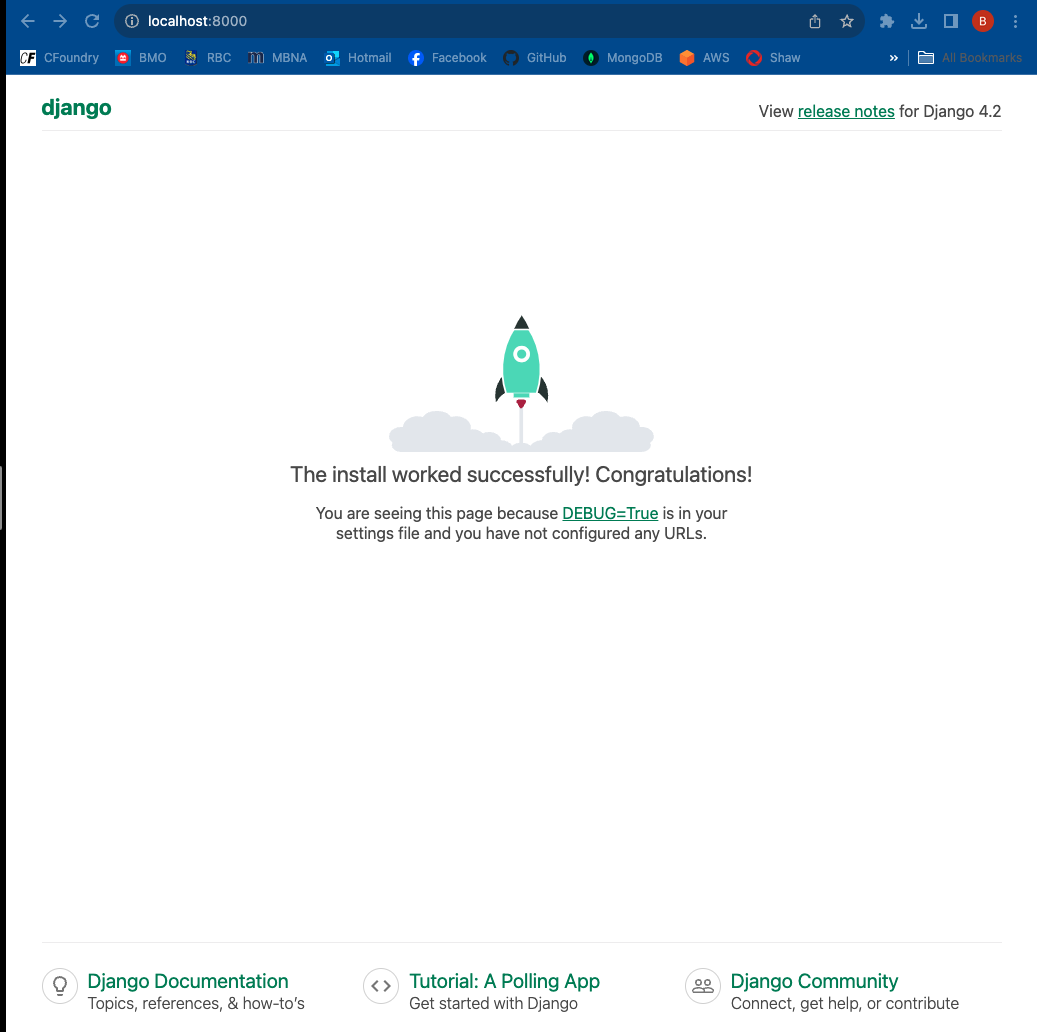 localhost:8000
B
CFoundry BMO RBC MBNA Hotmail Facebook GitHub MongoDB AWS Shaw » All Bookmarks
django
View release notes for Django 4.2
The install worked successfully! Congratulations!
You are seeing this page because DEBUG=True is in your
settings file and you have not configured any URLs.
Django Documentation
Topics, references, & how-to's
Tutorial: A Polling App
Get started with Django
Django Community
Connect, get help, or contribute